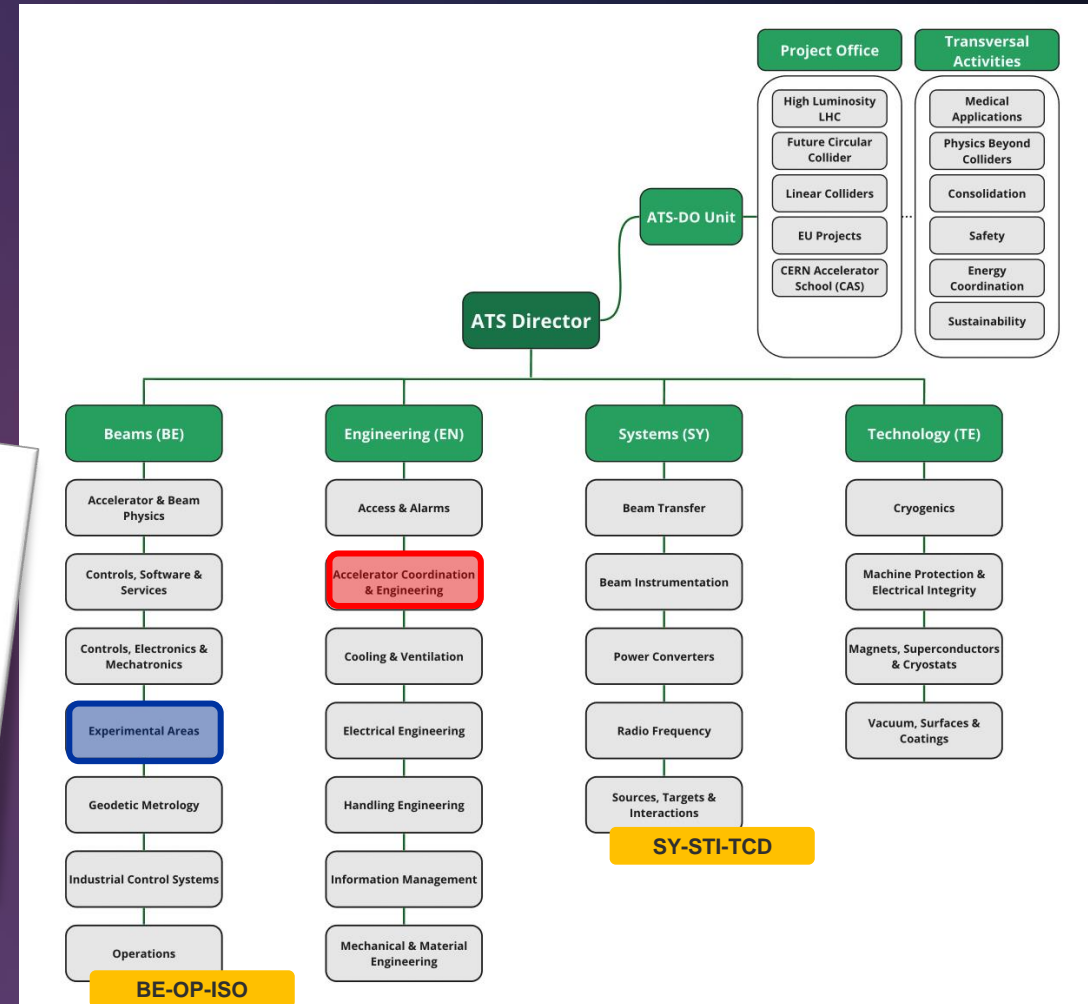 Project Office
Transversal
Activities
High Luminosity
LHC
Future Circular
Collider
Linear Colliders
EU Projects
CERN Accelerator
School (CAS)
...
Medical
Applications
Physics Beyond
Colliders
Consolidation
Safety
Energy
Coordination
Sustainability
ATS-DO Unit
ATS Director
Beams (BE)
Accelerator & Beam
Physics
Controls, Software &
Services
Controls, Electronics &
Mechatronics
Experimental Areas
Geodetic Metrology
Industrial Control Systems
Operations
BE-OP-ISO
Engineering (EN)
Access & Alarms
Accelerator Coordination
& Engineering
Cooling & Ventilation
Electrical Engineering
Handling Engineering
Information Management
Mechanical & Material
Engineering
Systems (SY)
Beam Transfer
Beam Instrumentation
Power Converters
Radio Frequency
Sources, Targets &
Interactions
SY-STI-TCD
Technology (TE)
Cryogenics
Machine Protection &
Electrical Integrity
Magnets, Superconductors
& Cryostats
Vacuum, Surfaces &
Coatings